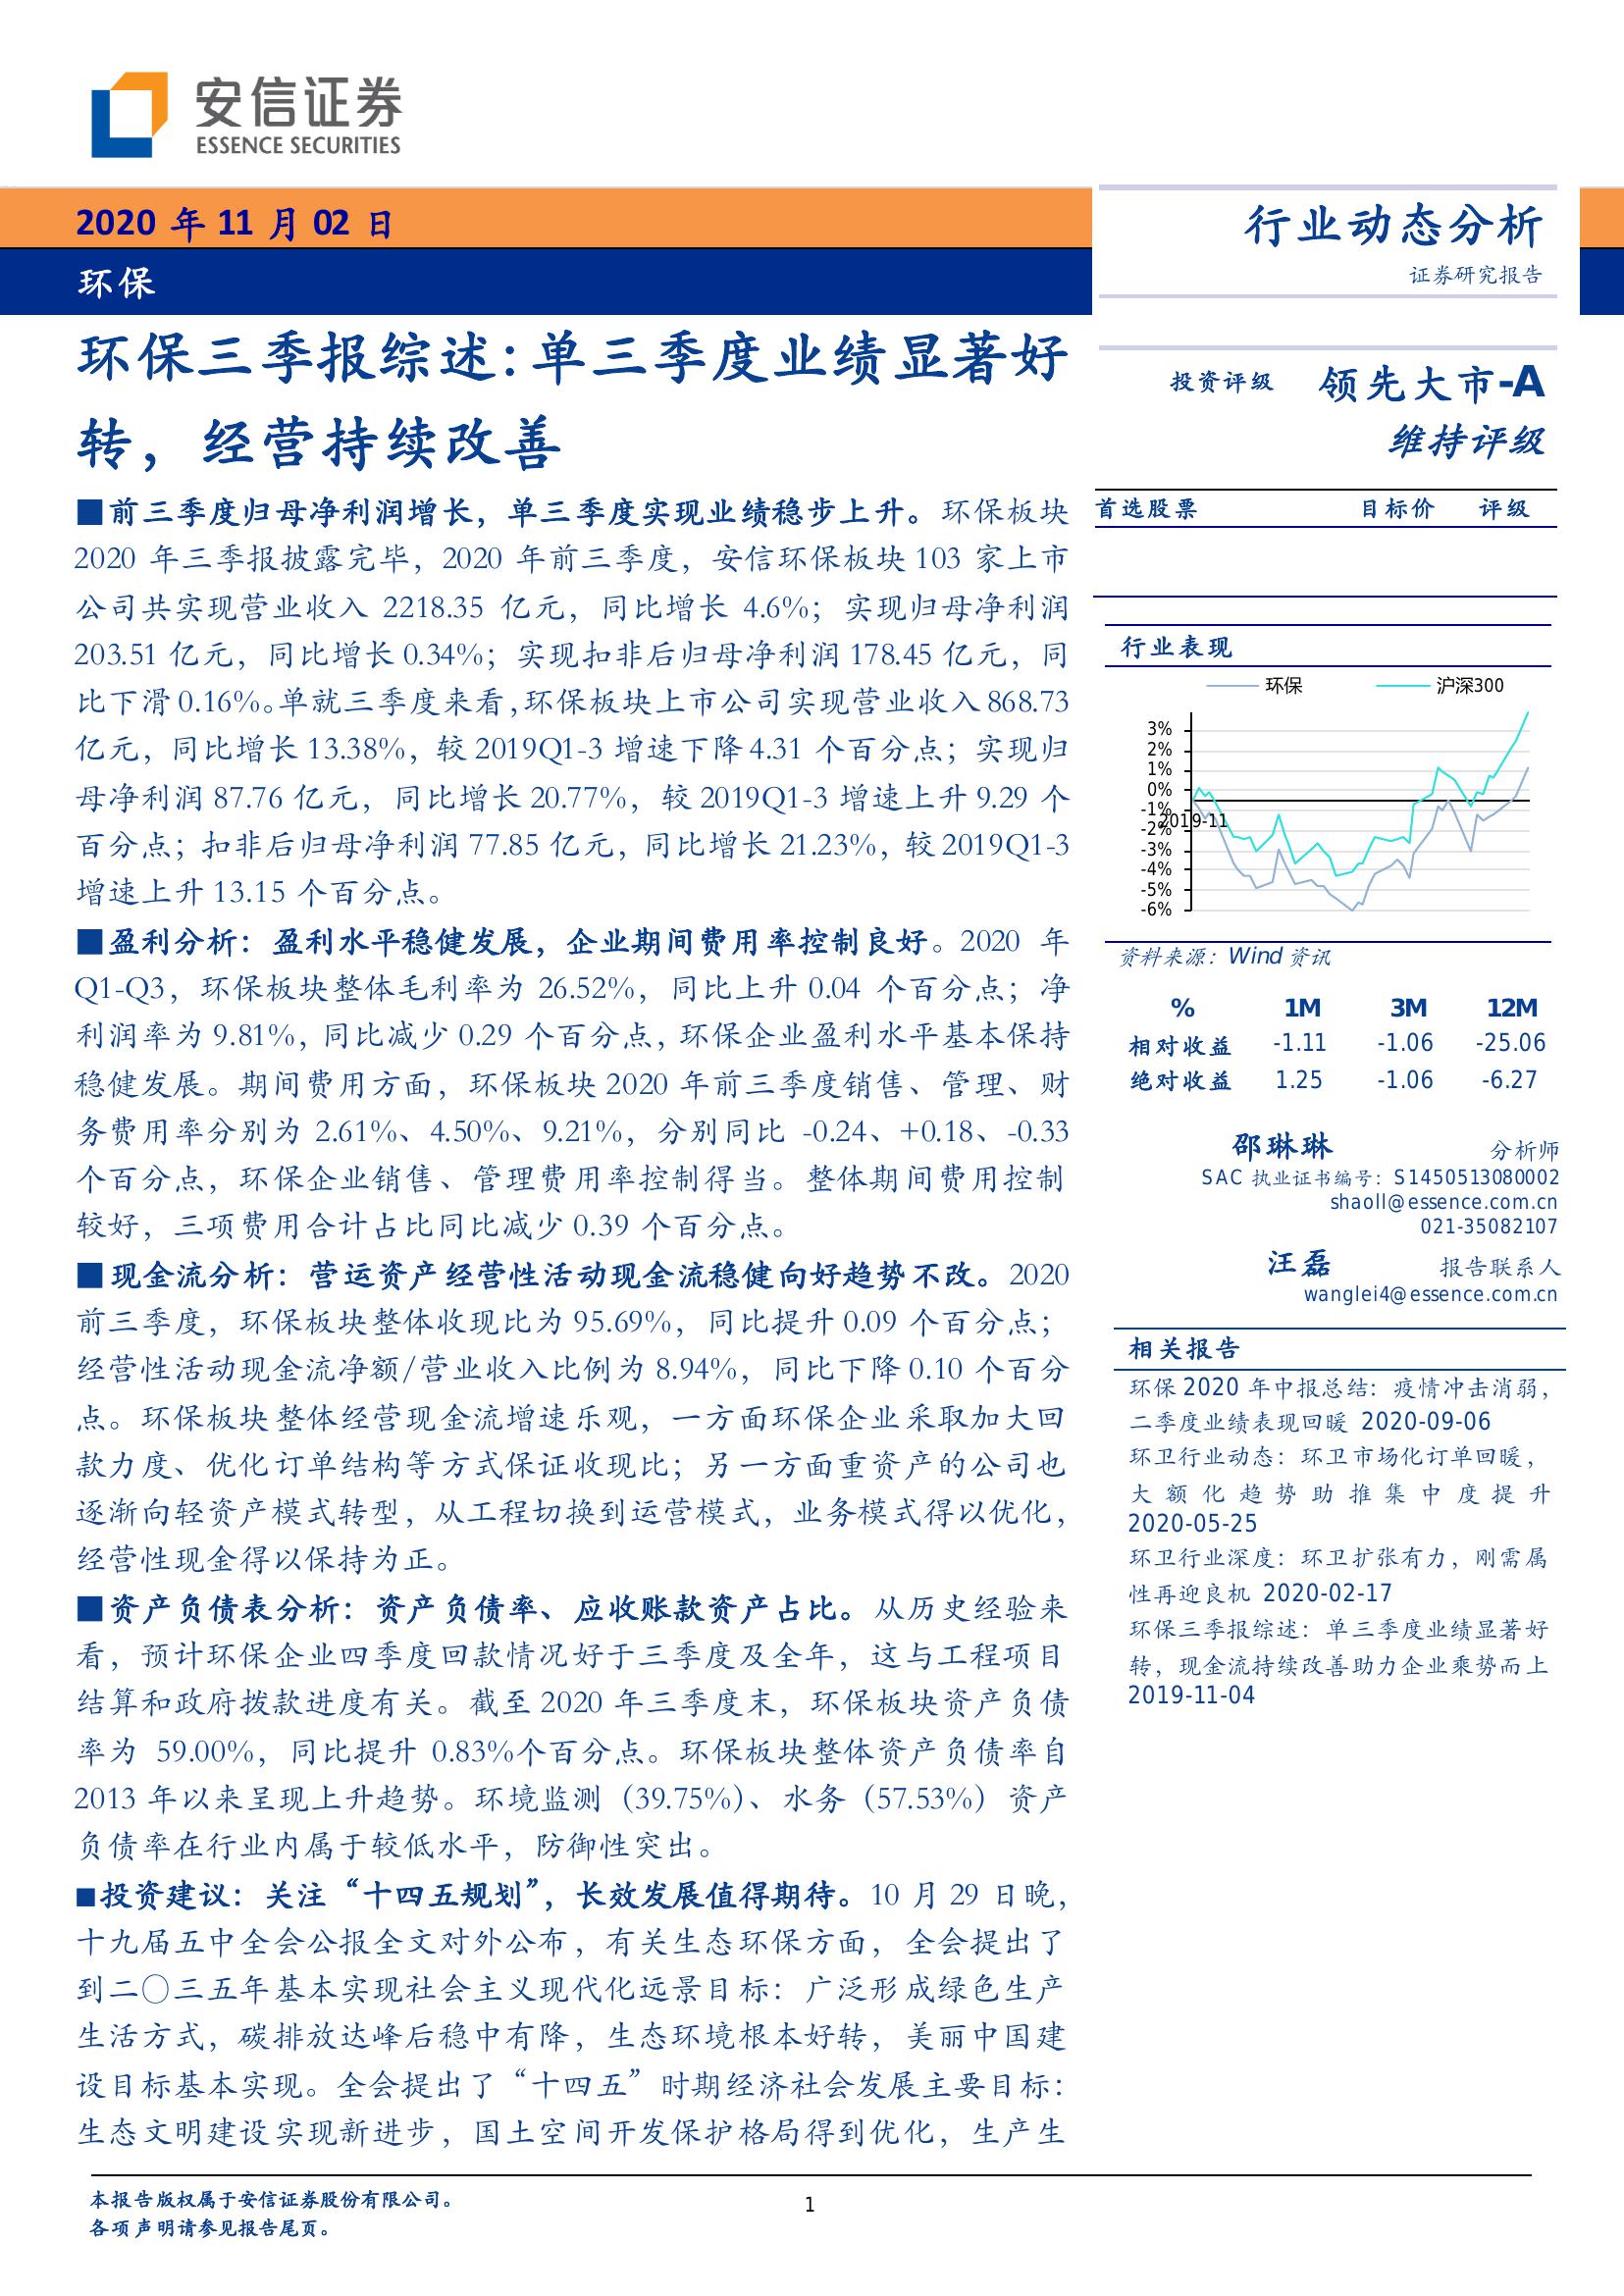 安信证券
ESSENCE SECURITIES
2020 年 11 月 02 日
环保
环保三季报综述：单三季度业绩显著好
转，经营持续改善
■前三季度归母净利润增长，单三季度实现业绩稳步上升。环保板块
2020 年三季报披露完毕，2020 年前三季度，安信环保板块 103 家上市
公司共实现营业收入 2218.35 亿元，同比增长 4.6%；实现归母净利润
203.51 亿元，同比增长 0.34%；实现扣非后归母净利润 178.45 亿元，同
比下滑 0.16%。单就三季度来看，环保板块上市公司实现营业收入 868.73
亿元，同比增长 13.38%，较 2019Q1-3 增速下降 4.31 个百分点；实现归
母净利润 87.76 亿元，同比增长 20.77%，较 2019Q1-3 增速上升 9.29 个
百分点；扣非后归母净利润 77.85 亿元，同比增长 21.23%，较 2019Q1-3
增速上升 13.15 个百分点。
■盈利分析：盈利水平稳健发展，企业期间费用率控制良好。2020 年
Q1-Q3，环保板块整体毛利率为 26.52%，同比上升 0.04 个百分点；净
利润率为 9.81%，同比减少 0.29 个百分点，环保企业盈利水平基本保持
稳健发展。期间费用方面，环保板块 2020 年前三季度销售、管理、财
务费用率分别为 2.61%、4.50%、9.21%，分别同比 -0.24、+0.18、-0.33
个百分点，环保企业销售、管理费用率控制得当。整体期间费用控制
较好，三项费用合计占比同比减少 0.39 个百分点。
■现金流分析：营运资产经营性活动现金流稳健向好趋势不改。2020
前三季度，环保板块整体收现比为 95.69%，同比提升 0.09 个百分点；
经营性活动现金流净额/营业收入比例为 8.94%，同比下降 0.10 个百分
点。环保板块整体经营现金流增速乐观，一方面环保企业采取加大回
款力度、优化订单结构等方式保证收现比；另一方面重资产的公司也
逐渐向轻资产模式转型，从工程切换到运营模式，业务模式得以优化，
经营性现金得以保持为正。
■资产负债表分析：资产负债率、应收账款资产占比。从历史经验来
看，预计环保企业四季度回款情况好于三季度及全年，这与工程项目
结算和政府拨款进度有关。截至 2020 年三季度末，环保板块资产负债
率为 59.00%，同比提升 0.83%个百分点。环保板块整体资产负债率自
2013 年以来呈现上升趋势。环境监测（39.75%）、水务（57.53%）资产
负债率在行业内属于较低水平，防御性突出。
■投资建议：关注“十四五规划”，长效发展值得期待。10 月 29 日晚，
十九届五中全会公报全文对外公布，有关生态环保方面，全会提出了
到二〇三五年基本实现社会主义现代化远景目标：广泛形成绿色生产
生活方式，碳排放达峰后稳中有降，生态环境根本好转，美丽中国建
设目标基本实现。全会提出了“十四五”时期经济社会发展主要目标：
生态文明建设实现新进步，国土空间开发保护格局得到优化，生产生
行业动态分析
证券研究报告
投资评级 领先大市-A
维持评级
首选股票 目标价 评级
行业表现
环保 沪深300
3%
2%
1%
0%
-1%
2019-11
-2%
-3%
-4%
-5%
-6%
资料来源：Wind 资讯
% 1M 3M 12M
相对收益 -1.11 -1.06 -25.06
绝对收益 1.25 -1.06 -6.27
邵琳琳 分析师
SAC 执业证书编号：S1450513080002
shaoll@essence.com.cn
021-35082107
汪磊 报告联系人
wanglei4@essence.com.cn
相关报告
环保 2020 年中报总结：疫情冲击消弱，
二季度业绩表现回暖 2020-09-06
环卫行业动态：环卫市场化订单回暖，
大额化趋势助推集中度提升
2020-05-25
环卫行业深度：环卫扩张有力，刚需属
性再迎良机 2020-02-17
环保三季报综述：单三季度业绩显著好
转，现金流持续改善助力企业乘势而上
2019-11-04
本报告版权属于安信证券股份有限公司。
各项声明请参见报告尾页。
1